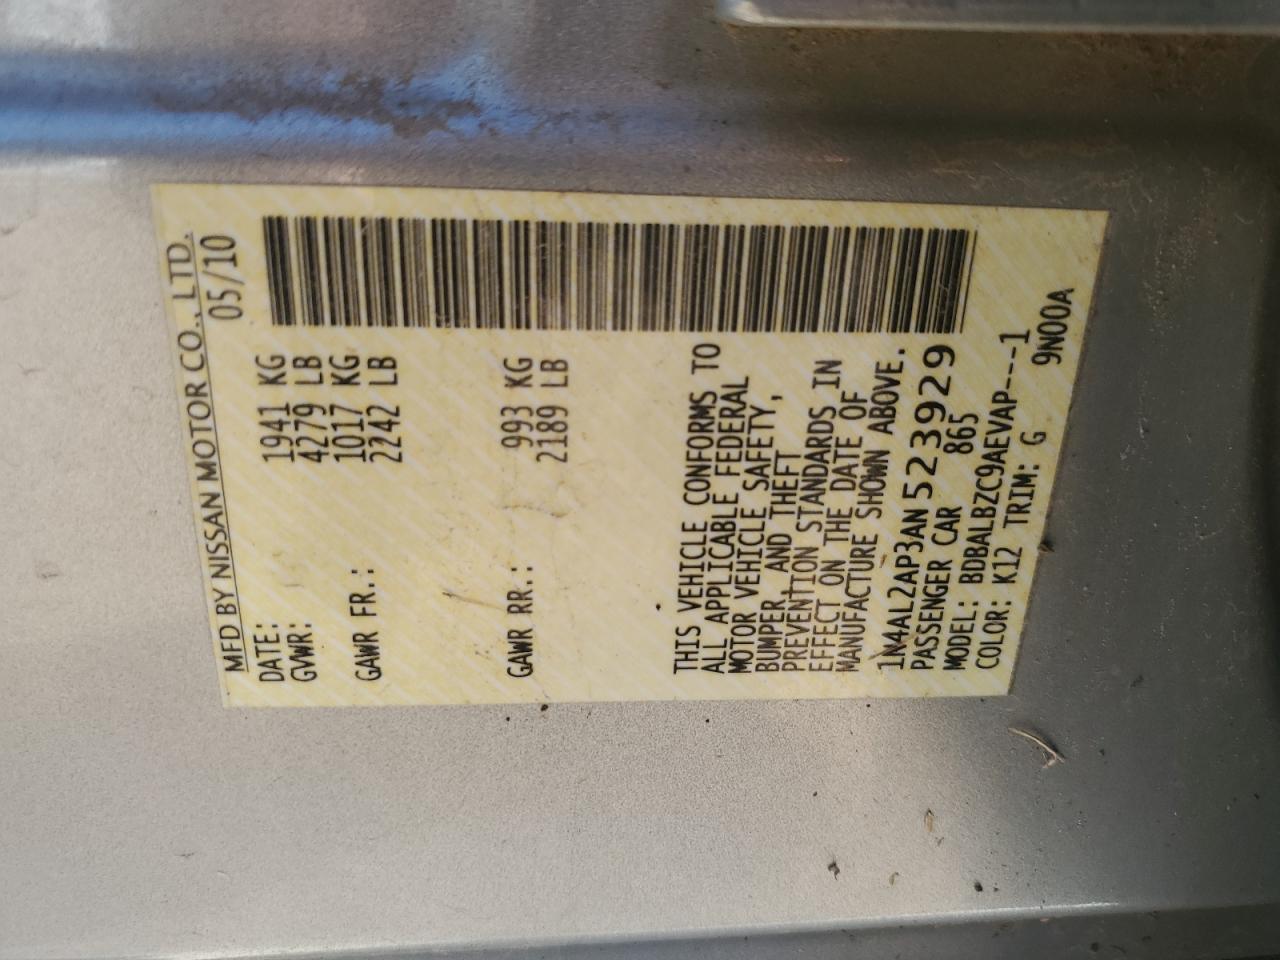 MFD BY NISSAN MOTOR CO., LTD.
DATE: 05/10
GVWR: 1941 KG
4279 LB
GAWR FR.: 1017 KG
2242 LB
GAWR RR.: 993 KG
2189 LB
THIS VEHICLE CONFORMS TO
ALL APPLICABLE FEDERAL
MOTOR VEHICLE SAFETY,
BUMPER, AND THEFT
PREVENTION STANDARDS IN
EFFECT ON THE DATE OF
MANUFACTURE SHOWN ABOVE.
1N4AL2AP3AN523929
PASSENGER CAR 865
MODEL: BDBALBZC9AEVAP---1
COLOR: K12 TRIM: G 9N00A